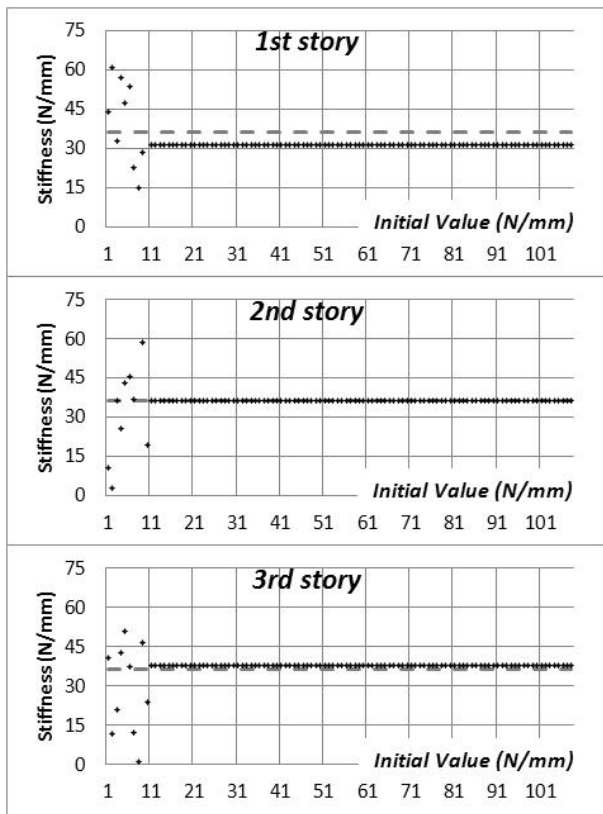 75
1st story
60
45
30
15
0
Stiffness (N/mm)
Initial Value (N/mm)
1 11 21 31 41 51 61 71 81 91 101
75
2nd story
60
45
30
15
0
Stiffness (N/mm)
Initial Value (N/mm)
1 11 21 31 41 51 61 71 81 91 101
75
3rd story
60
45
30
15
0
Stiffness (N/mm)
Initial Value (N/mm)
1 11 21 31 41 51 61 71 81 91 101